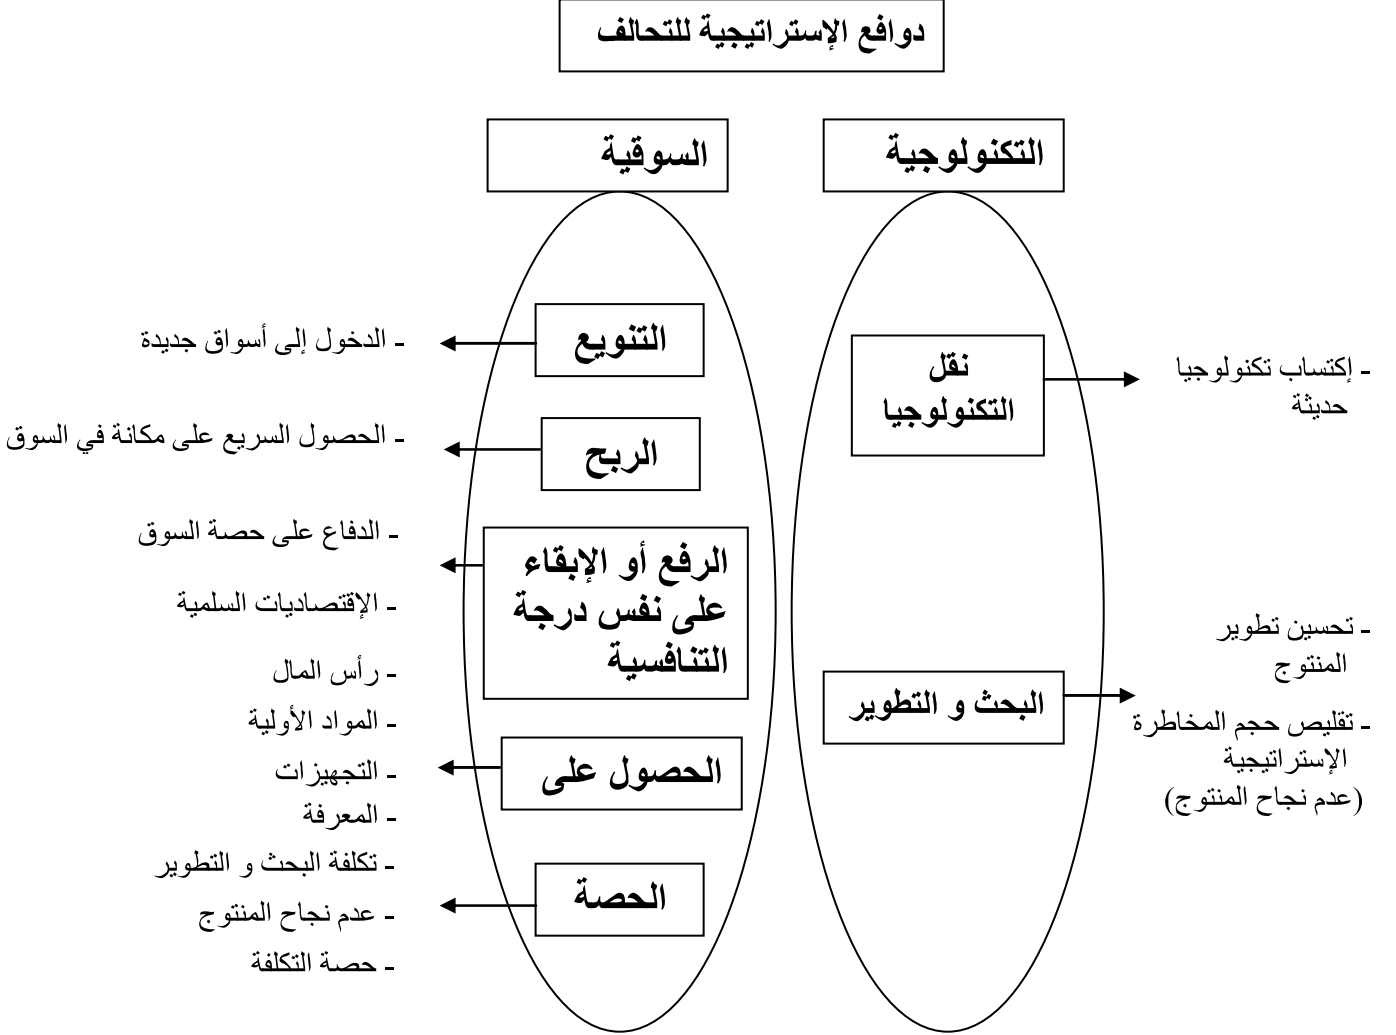 دوافع الإستراتيجية للتحالف
التكنولوجية
السوقية
نقل
التكنولوجيا
- إكتساب تكنولوجيا
حديثة
البحث و التطوير
- تحسين تطوير
المنتوج
- تقليص حجم المخاطرة
الإستراتيجية
(عدم نجاح المنتوج)
التنويع
- الدخول إلى أسواق جديدة
الربح
- الحصول السريع على مكانة في السوق
الرفع أو الإبقاء
على نفس درجة
التنافسية
- الدفاع على حصة السوق
- الإقتصاديات السلمية
الحصول على
- رأس المال
- المواد الأولية
- التجهيزات
- المعرفة
الحصة
- تكلفة البحث و التطوير
- عدم نجاح المنتوج
- حصة التكلفة